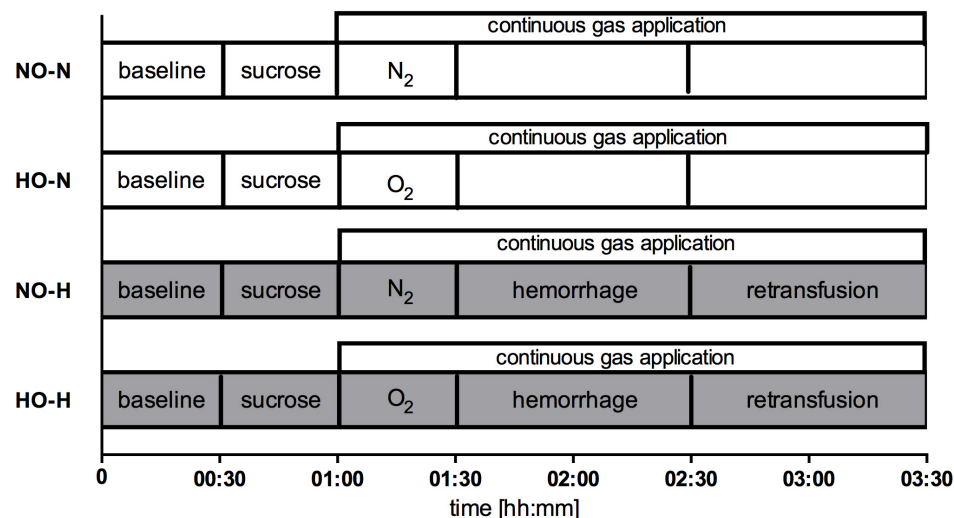 continuous gas application
NO-N baseline sucrose N₂
continuous gas application
HO-N baseline sucrose O₂
continuous gas application
NO-H baseline sucrose N₂ hemorrhage retransfusion
continuous gas application
HO-H baseline sucrose O₂ hemorrhage retransfusion
0 00:30 01:00 01:30 02:00 02:30 03:00 03:30
time [hh:mm]